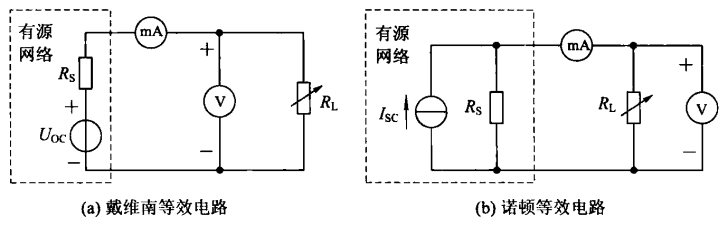 有源
网络
mA
+
R_S
+
U_OC
−
+
V
−
R_L
(a) 戴维南等效电路
有源
网络
I_SC
R_S
mA
R_L
+
V
−
(b) 诺顿等效电路